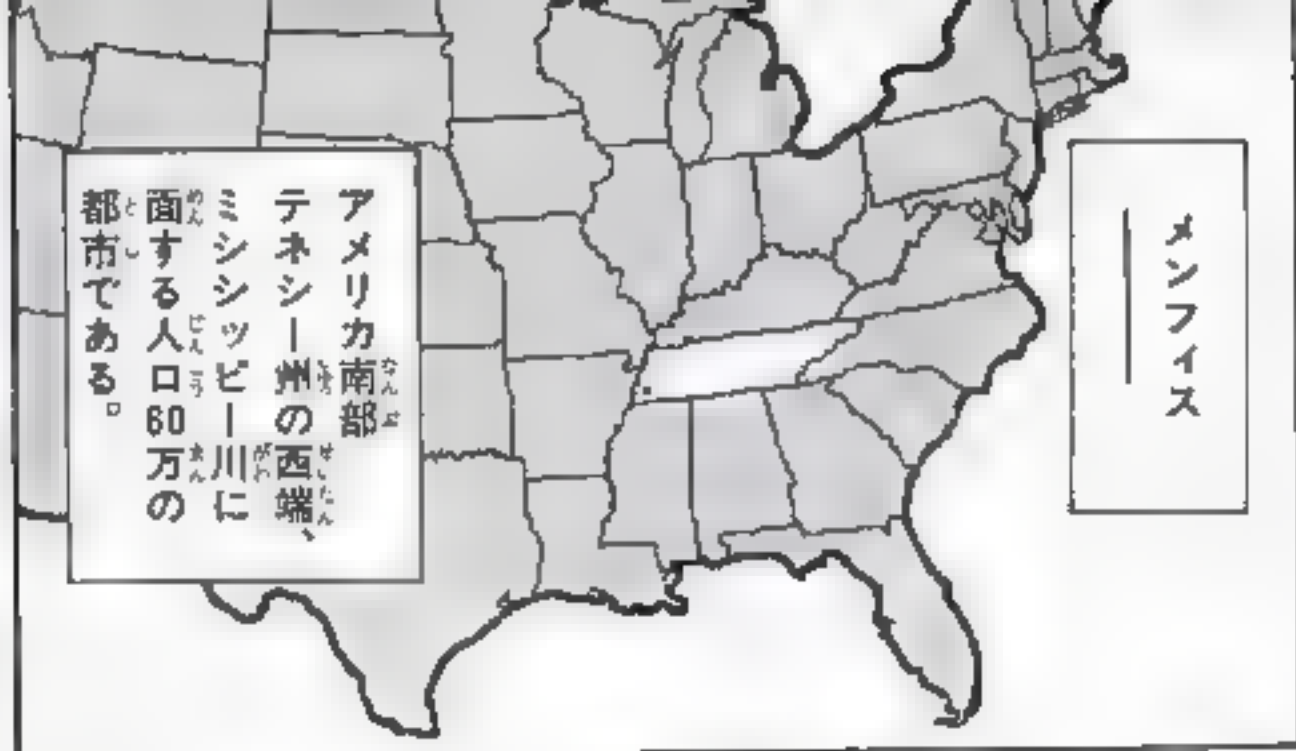 メンフィス
アメリカ南部
テネシー州の西端、
ミシシッピー川に
面する人口60万の
都市である。